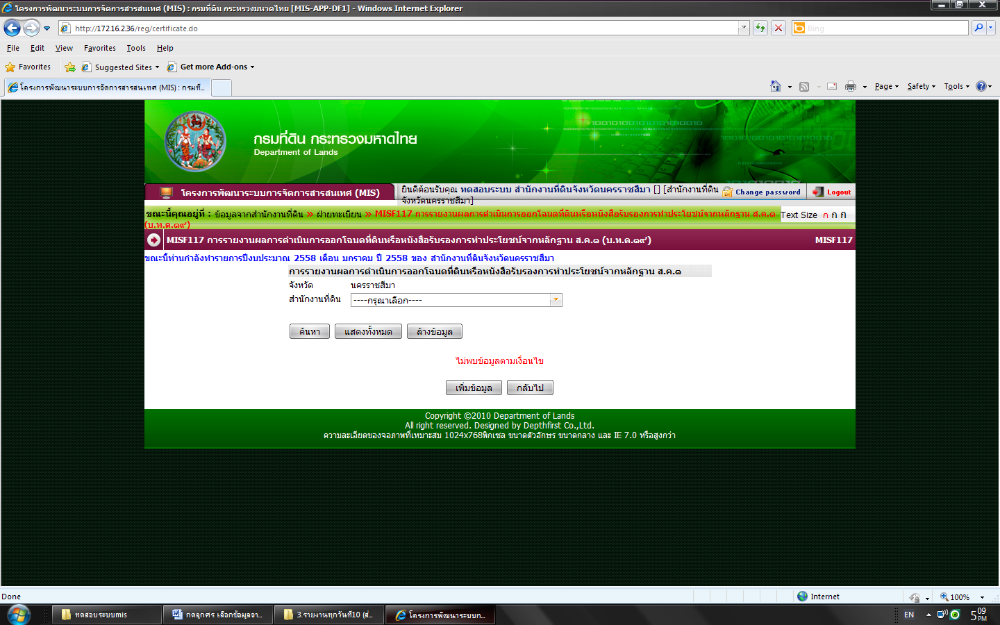 โครงการพัฒนาระบบการจัดการสารสนเทศ (MIS) : กรมที่ดิน กระทรวงมหาดไทย [MIS-APP-DF1] - Windows Internet Explorer
http://172.16.2.36/reg/certificate.do
Bing
File Edit View Favorites Tools Help
Favorites Suggested Sites Get more Add-ons
โครงการพัฒนาระบบการจัดการสารสนเทศ (MIS) : กรมที่...
Page Safety Tools
กรมที่ดิน กระทรวงมหาดไทย
Department of Lands
โครงการพัฒนาระบบการจัดการสารสนเทศ (MIS)
ยินดีต้อนรับคุณ ทดสอบระบบ สำนักงานที่ดินจังหวัดนครราชสีมา [] [สำนักงานที่ดิน
จังหวัดนครราชสีมา]
Change password Logout
ขณะนี้คุณอยู่ที่ : ข้อมูลจากสำนักงานที่ดิน » ฝ่ายทะเบียน » MISF117 การรายงานผลการดำเนินการออกโฉนดที่ดินหรือหนังสือรับรองการทำประโยชน์จากหลักฐาน ส.ค.๑
(บ.ท.ด.๑๙)
Text Size ก ก ก
MISF117 การรายงานผลการดำเนินการออกโฉนดที่ดินหรือหนังสือรับรองการทำประโยชน์จากหลักฐาน ส.ค.๑ (บ.ท.ด.๑๙) MISF117
ขณะนี้ท่านกำลังทำรายการปีงบประมาณ 2558 เดือน มกราคม ปี 2558 ของ สำนักงานที่ดินจังหวัดนครราชสีมา
การรายงานผลการดำเนินการออกโฉนดที่ดินหรือหนังสือรับรองการทำประโยชน์จากหลักฐาน ส.ค.๑
จังหวัด นครราชสีมา
สำนักงานที่ดิน ----กรุณาเลือก----
ค้นหา แสดงทั้งหมด ล้างข้อมูล
ไม่พบข้อมูลตามเงื่อนไข
เพิ่มข้อมูล กลับไป
Copyright ©2010 Department of Lands
All right reserved. Designed by Depthfirst Co.,Ltd.
ความละเอียดของจอภาพที่เหมาะสม 1024x768พิกเซล ขนาดตัวอักษร ขนาดกลาง และ IE 7.0 หรือสูงกว่า
Done Internet 100%
ทดสอบระบบmis กดลูกศร เลือกข้อมูลจา... 3.รายงานทุกวันที่10 (ส่... โครงการพัฒนาระบบก... EN 5:09 PM